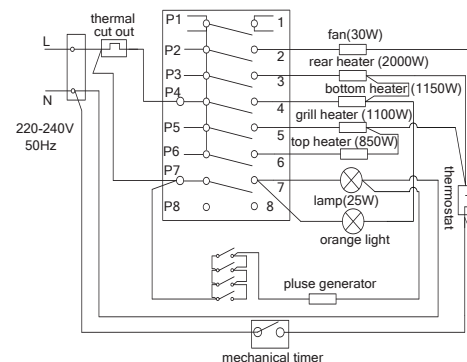 thermal
cut out
L
N
220-240V
50Hz
P1
P2
P3
P4
P5
P6
P7
P8
1
2
3
4
5
6
7
8
fan(30W)
rear heater (2000W)
bottom heater (1150W)
grill heater (1100W)
top heater (850W)
lamp(25W)
orange light
thermostat
pluse generator
mechanical timer